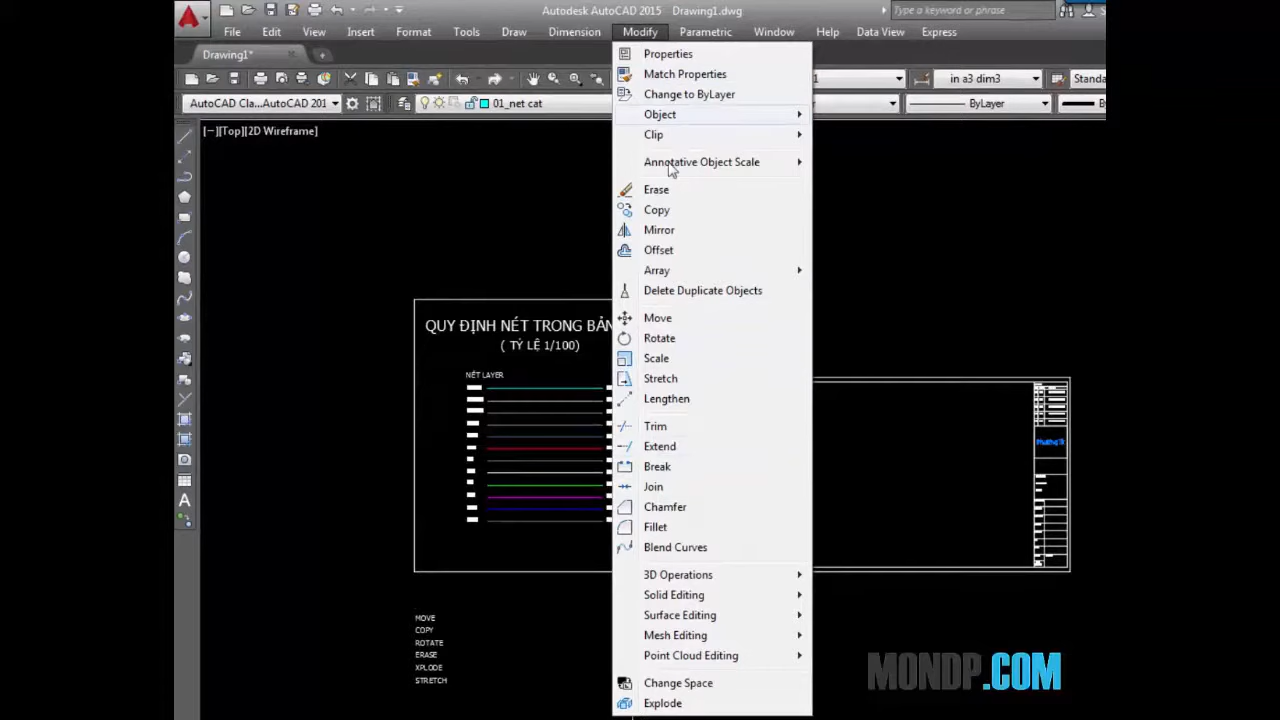 Autodesk AutoCAD 2015 Drawing1.dwg
Type a keyword or phrase
File Edit View Insert Format Tools Draw Dimension Modify Parametric Window Help Data View Express
Drawing1*
in a3 dim3
AutoCAD Cla...AutoCAD 201
01_net cat
ByLayer
[−][Top][2D Wireframe]
Properties
Match Properties
Change to ByLayer
Object
Clip
Annotative Object Scale
Erase
Copy
Mirror
Offset
Array
Delete Duplicate Objects
Move
Rotate
Scale
Stretch
Lengthen
Trim
Extend
Break
Join
Chamfer
Fillet
Blend Curves
3D Operations
Solid Editing
Surface Editing
Mesh Editing
Point Cloud Editing
Change Space
Explode
QUY ĐỊNH NÉT TRONG
( TỶ LỆ 1/100)
NÉT LAYER
MOVE
COPY
ROTATE
ERASE
XPLODE
STRETCH
MONDP.COM